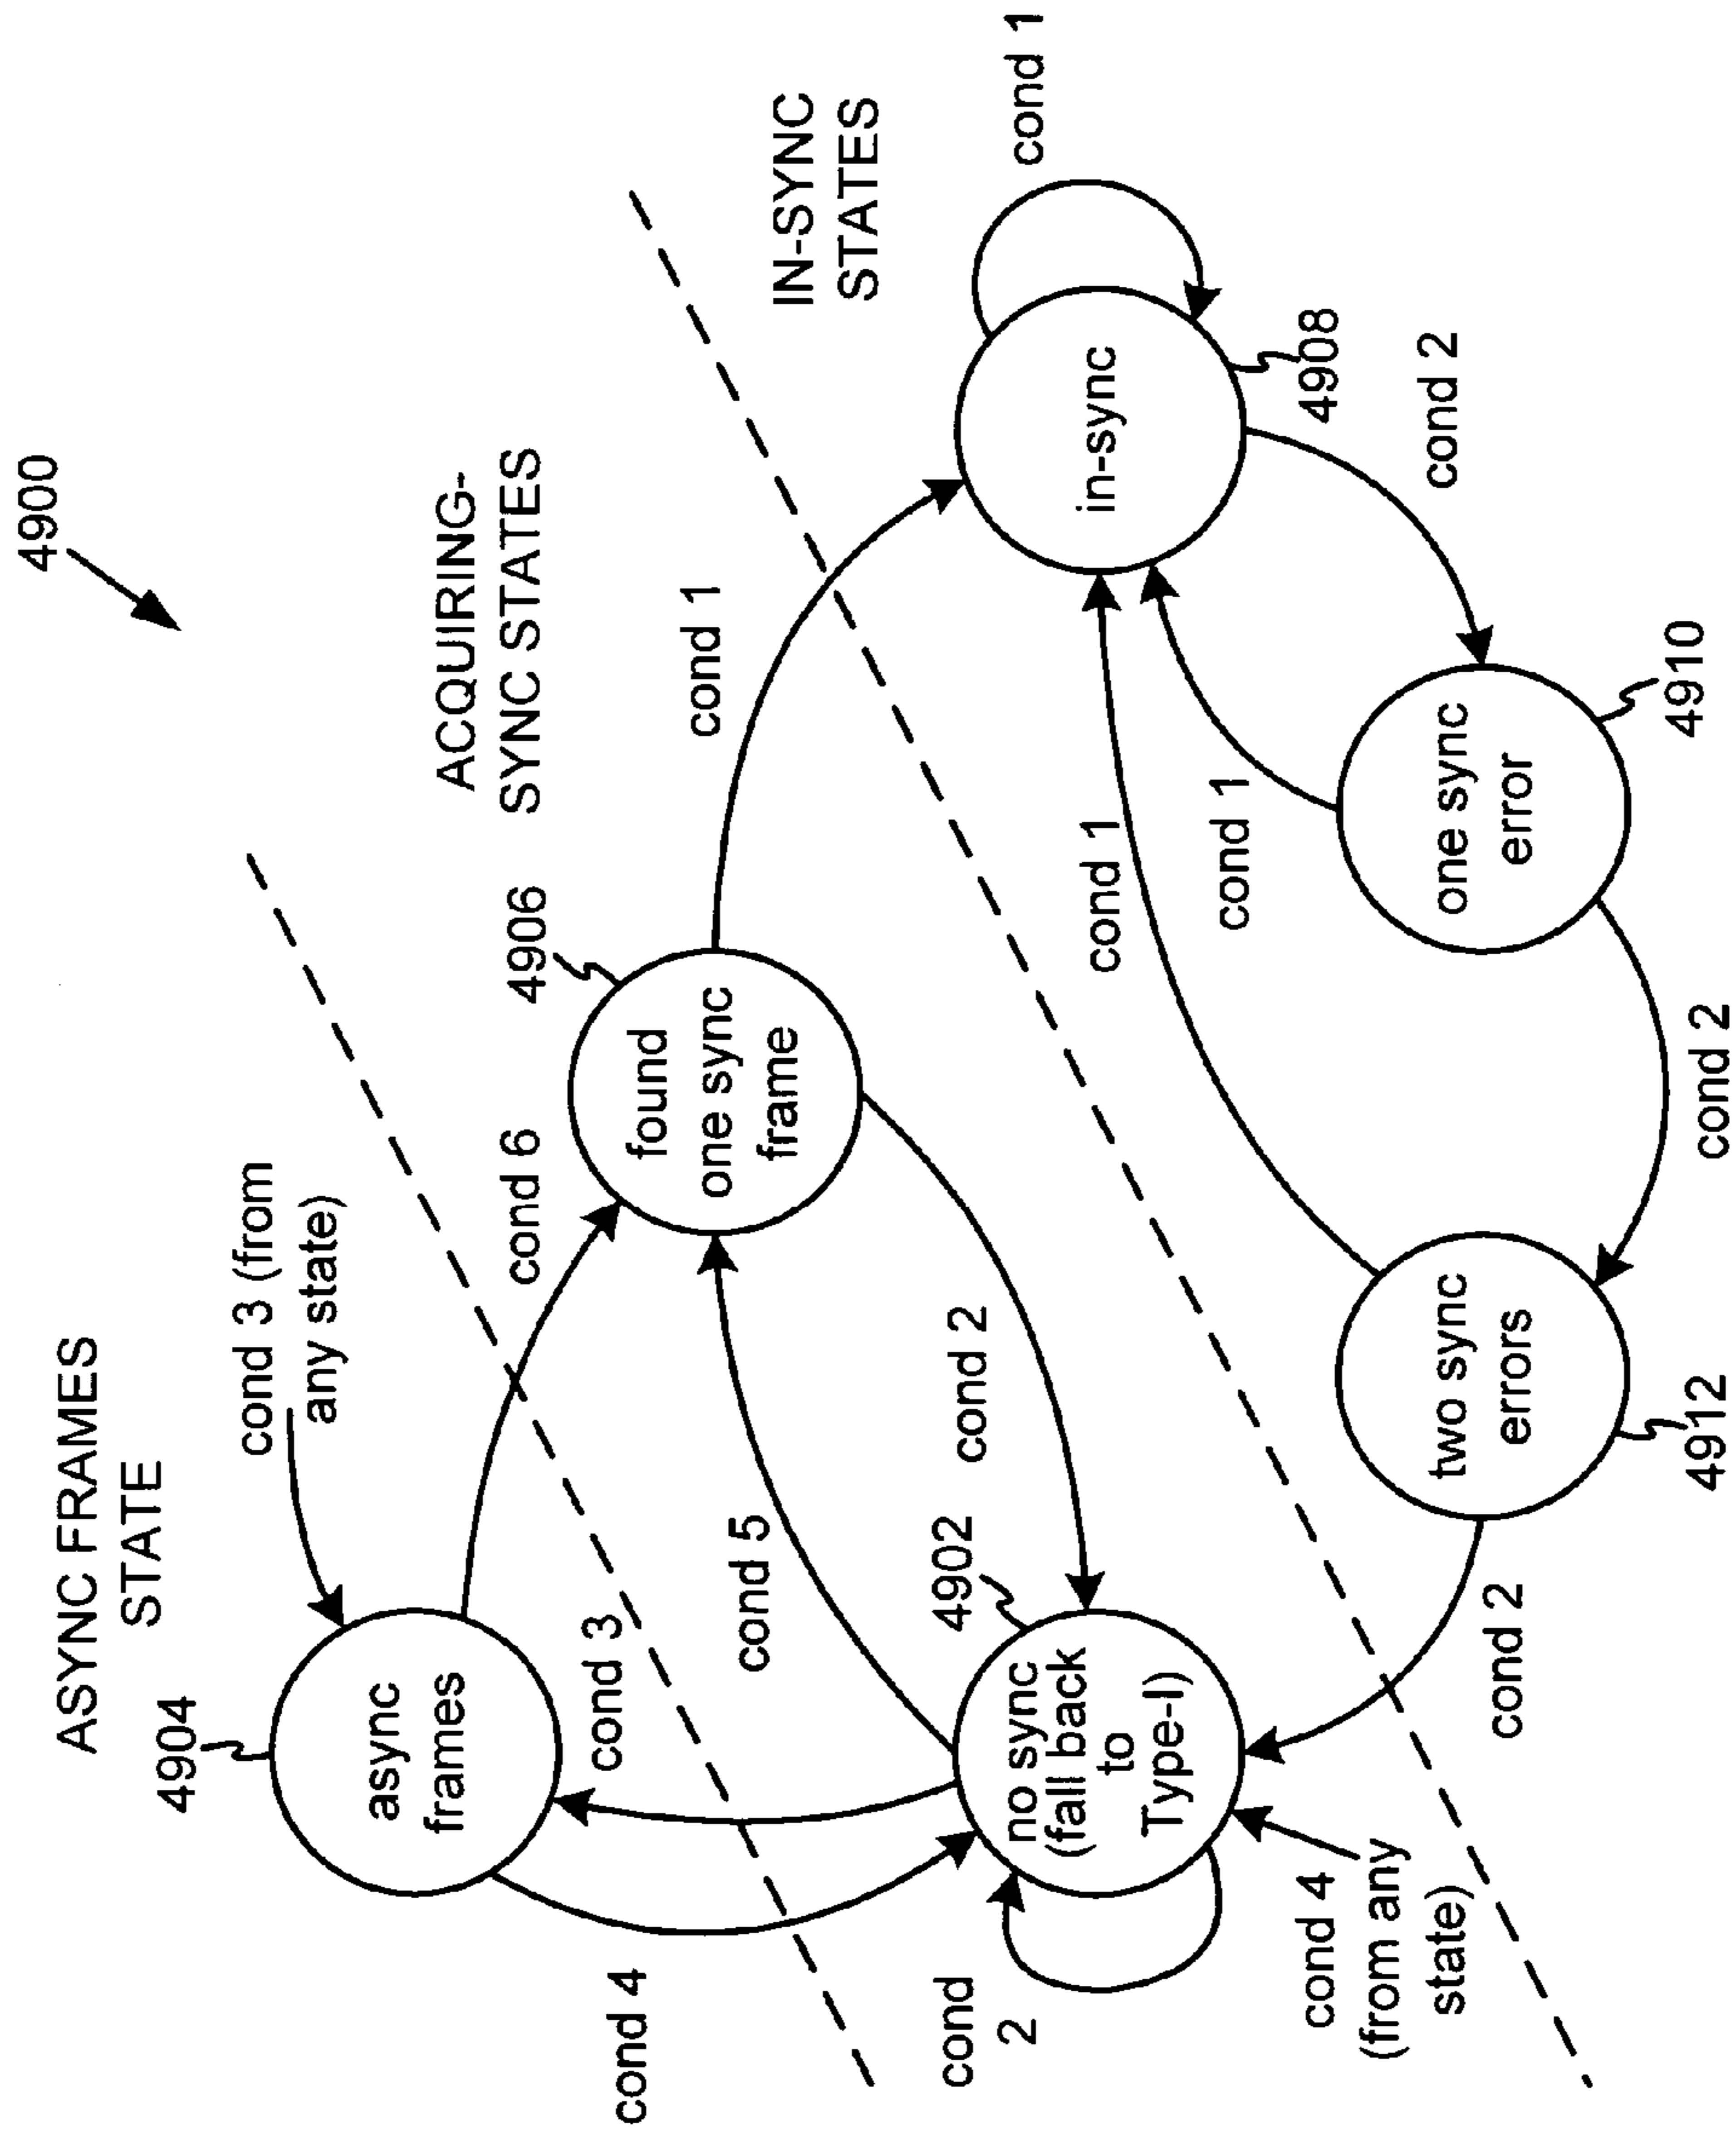 4900
ASYNC FRAMES
STATE
ACQUIRING-
SYNC STATES
IN-SYNC
STATES
4904
async
frames
cond 3 (from
any state)
cond 6
4906
found
one sync
frame
cond 1
cond 3
cond 4
cond 5
cond 2
4902
no sync
(fall back
to
Type-I)
cond
2
cond 4
(from any
state)
in-sync
cond 1
4908
cond 2
cond 1
cond 1
one sync
error
4910
cond 2
two sync
errors
4912
cond 2